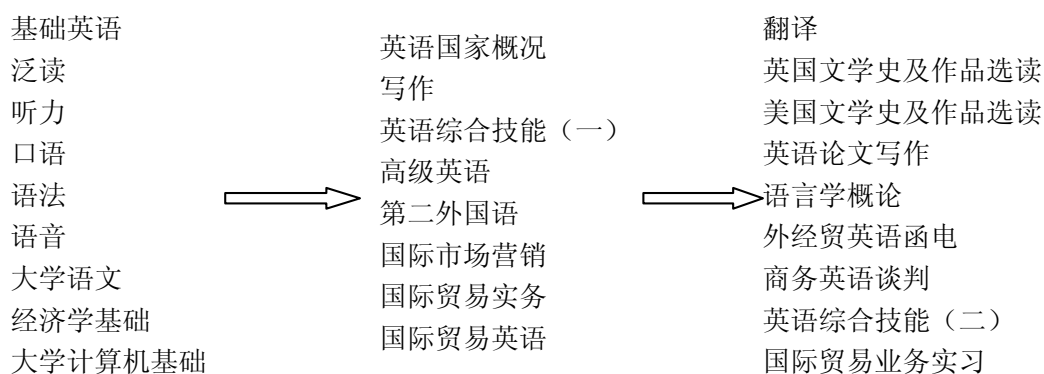 基础英语
泛读
听力
口语
语法
语音
大学语文
经济学基础
大学计算机基础
英语国家概况
写作
英语综合技能（一）
高级英语
第二外国语
国际市场营销
国际贸易实务
国际贸易英语
翻译
英国文学史及作品选读
美国文学史及作品选读
英语论文写作
语言学概论
外经贸英语函电
商务英语谈判
英语综合技能（二）
国际贸易业务实习